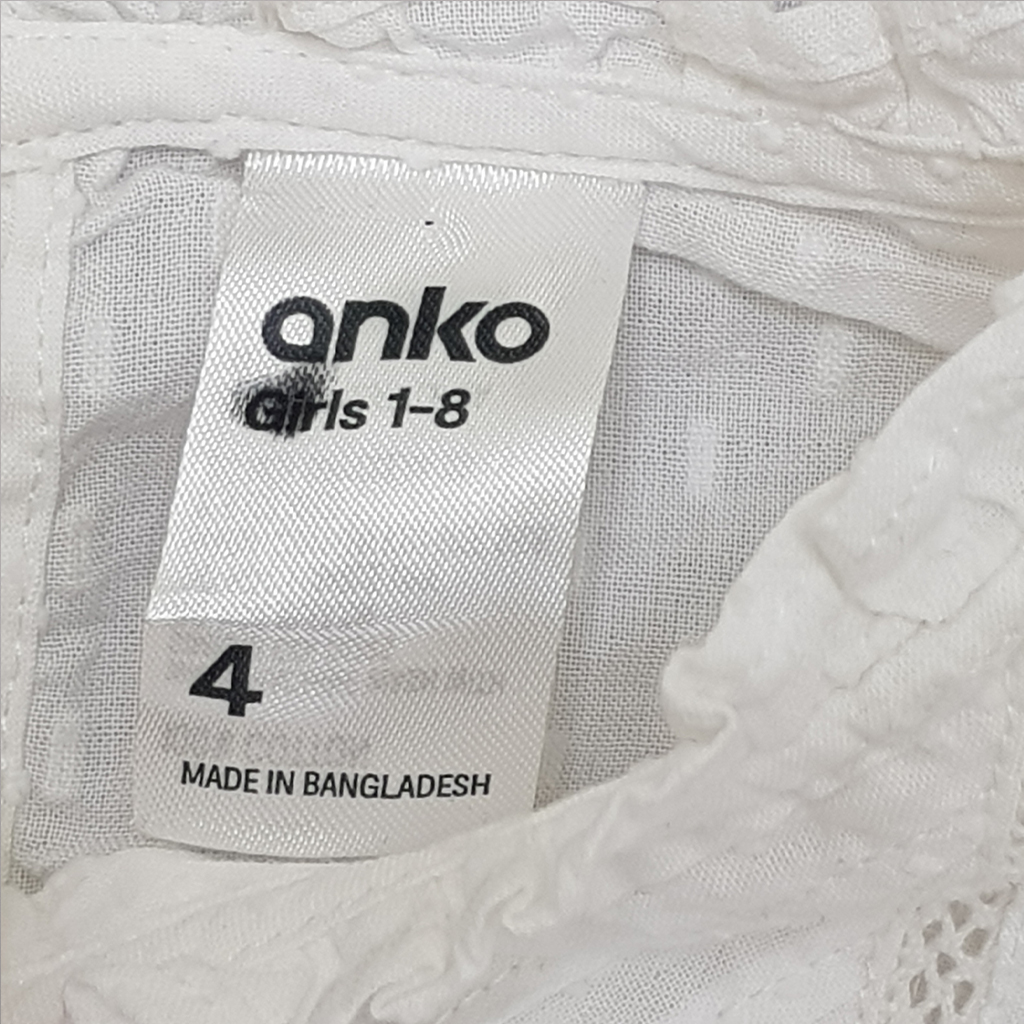 anko
Girls 1-8
4
MADE IN BANGLADESH